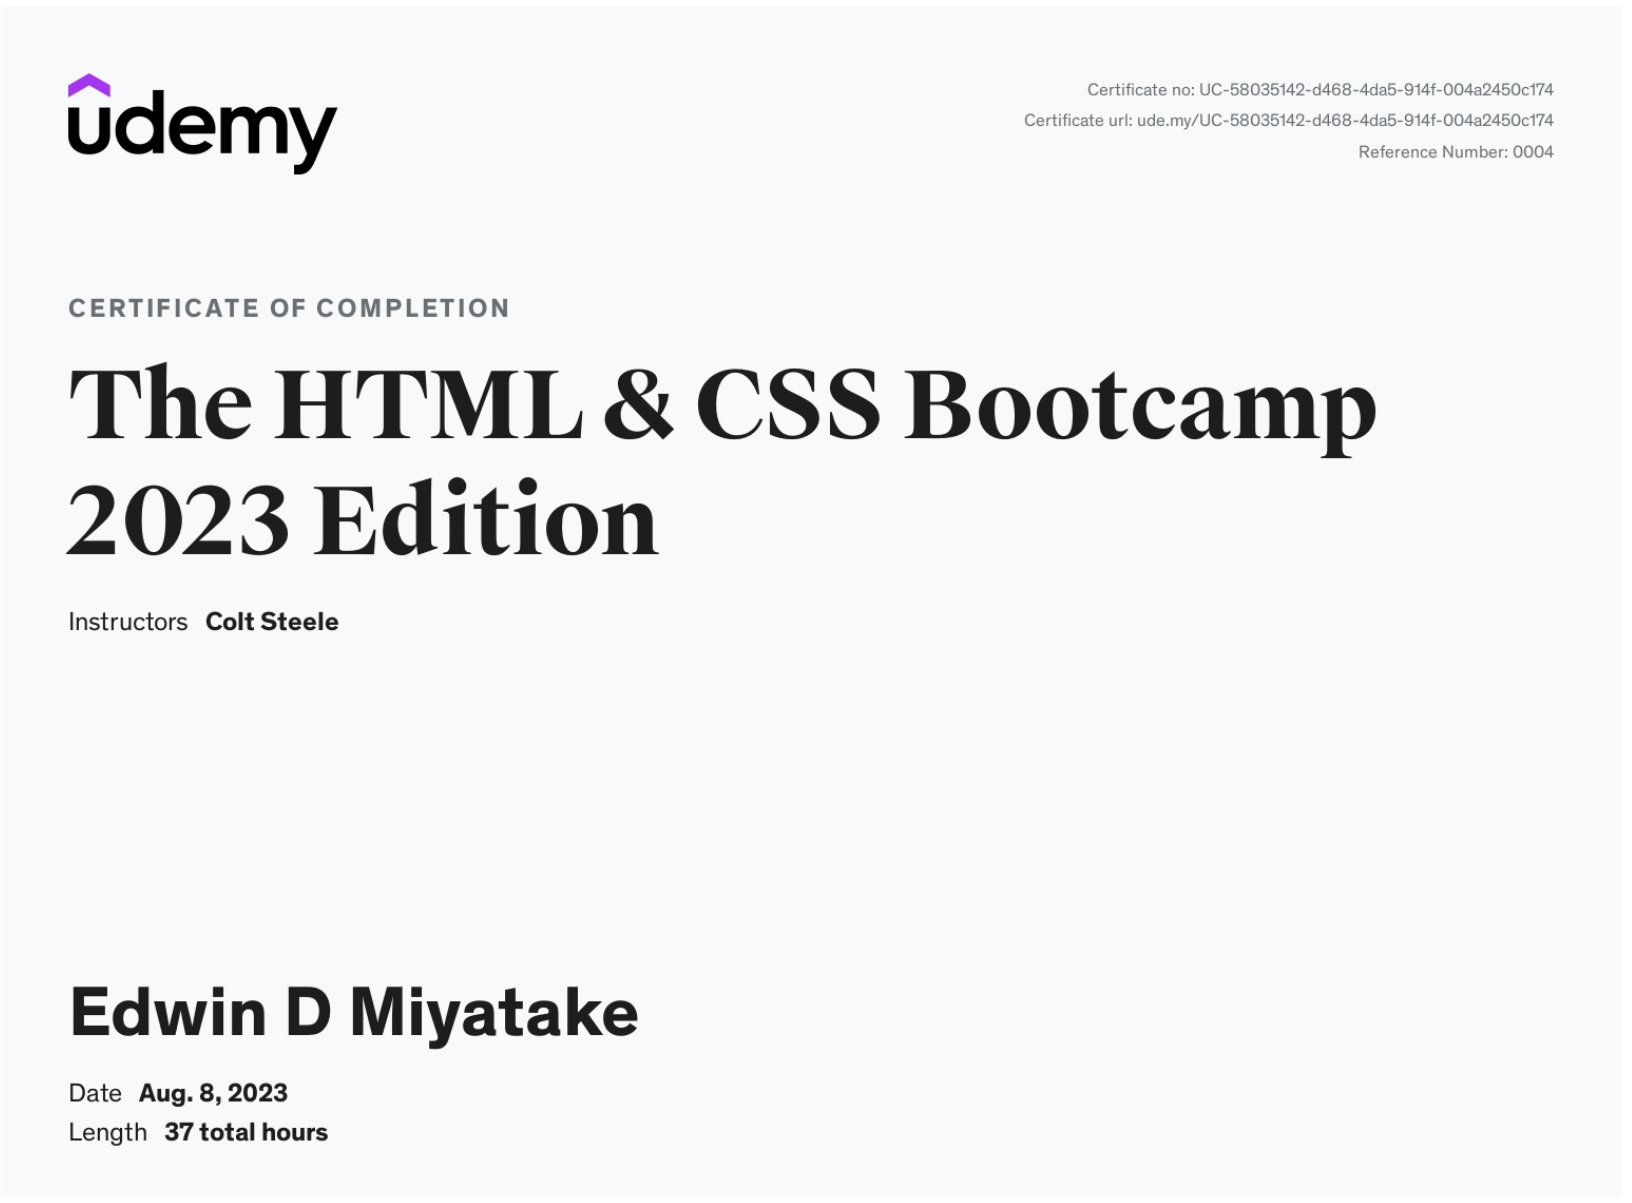 udemy
Certificate no: UC-58035142-d468-4da5-914f-004a2450c174
Certificate url: ude.my/UC-58035142-d468-4da5-914f-004a2450c174
Reference Number: 0004
CERTIFICATE OF COMPLETION
The HTML & CSS Bootcamp
2023 Edition
Instructors Colt Steele
Edwin D Miyatake
Date Aug. 8, 2023
Length 37 total hours